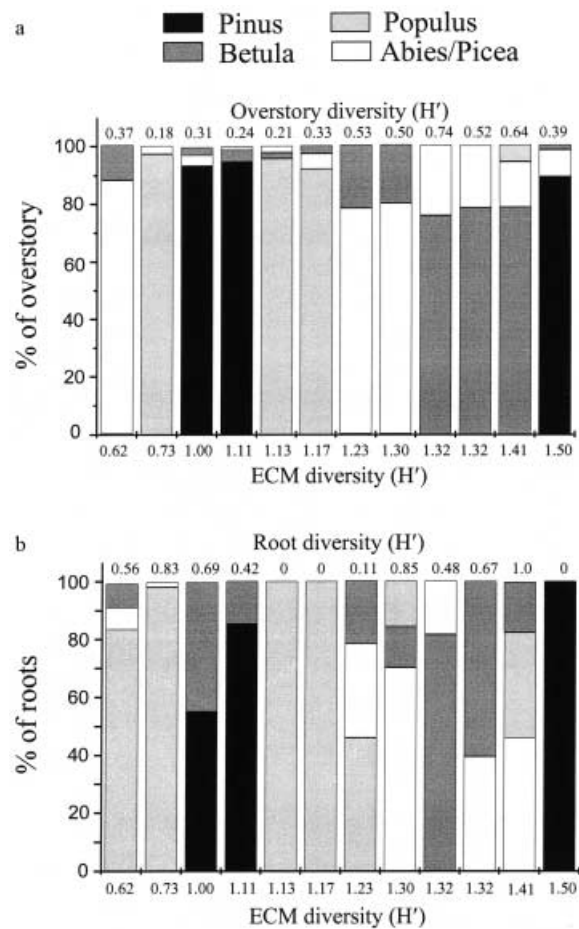 a
Pinus Populus
Betula Abies/Picea
Overstory diversity (H′)
0.37 0.18 0.31 0.24 0.21 0.33 0.53 0.50 0.74 0.52 0.64 0.39
100
80
60
40
20
0
% of overstory
0.62 0.73 1.00 1.11 1.13 1.17 1.23 1.30 1.32 1.32 1.41 1.50
ECM diversity (H′)
b
Root diversity (H′)
0.56 0.83 0.69 0.42 0 0 0.11 0.85 0.48 0.67 1.0 0
100
80
60
40
20
0
% of roots
0.62 0.73 1.00 1.11 1.13 1.17 1.23 1.30 1.32 1.32 1.41 1.50
ECM diversity (H′)